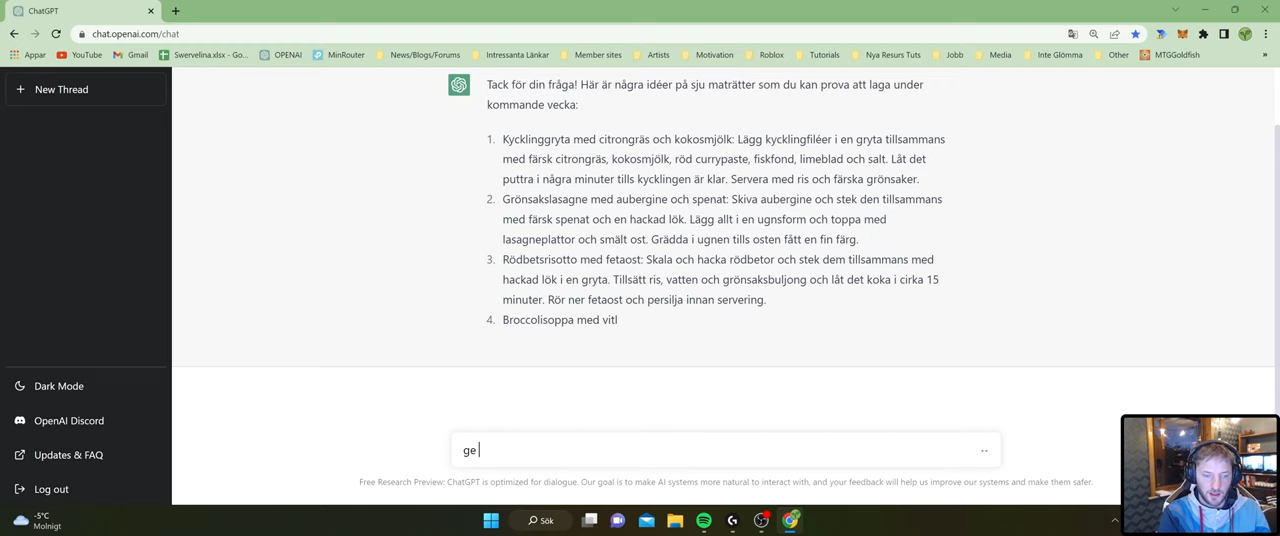 ChatGPT
chat.openai.com/chat
Appar YouTube Gmail Swervelina.xlsx - Go... OPENAI MinRouter News/Blogs/Forums Intressanta Länkar Member sites Artists Motivation Roblox Tutorials Nya Resurs Tuts Jobb Media Inte Glömma Other MTGGoldfish »
+ New Thread
Tack för din fråga! Här är några idéer på sju maträtter som du kan prova att laga under
kommande vecka:
1. Kycklinggryta med citrongräs och kokosmjölk: Lägg kycklingfiléer i en gryta tillsammans
med färsk citrongräs, kokosmjölk, röd currypaste, fiskfond, limeblad och salt. Låt det
puttra i några minuter tills kycklingen är klar. Servera med ris och färska grönsaker.
2. Grönsakslasagne med aubergine och spenat: Skiva aubergine och stek den tillsammans
med färsk spenat och en hackad lök. Lägg allt i en ugnsform och toppa med
lasagneplattor och smält ost. Grädda i ugnen tills osten fått en fin färg.
3. Rödbetsrisotto med fetaost: Skala och hacka rödbetor och stek dem tillsammans med
hackad lök i en gryta. Tillsätt ris, vatten och grönsaksbuljong och låt det koka i cirka 15
minuter. Rör ner fetaost och persilja innan servering.
4. Broccolisoppa med vitl
Dark Mode
OpenAI Discord
Updates & FAQ
Log out
ge
Free Research Preview: ChatGPT is optimized for dialogue. Our goal is to make AI systems more natural to interact with, and your feedback will help us improve our systems and make them safer.
-5°C
Molnigt
Sök